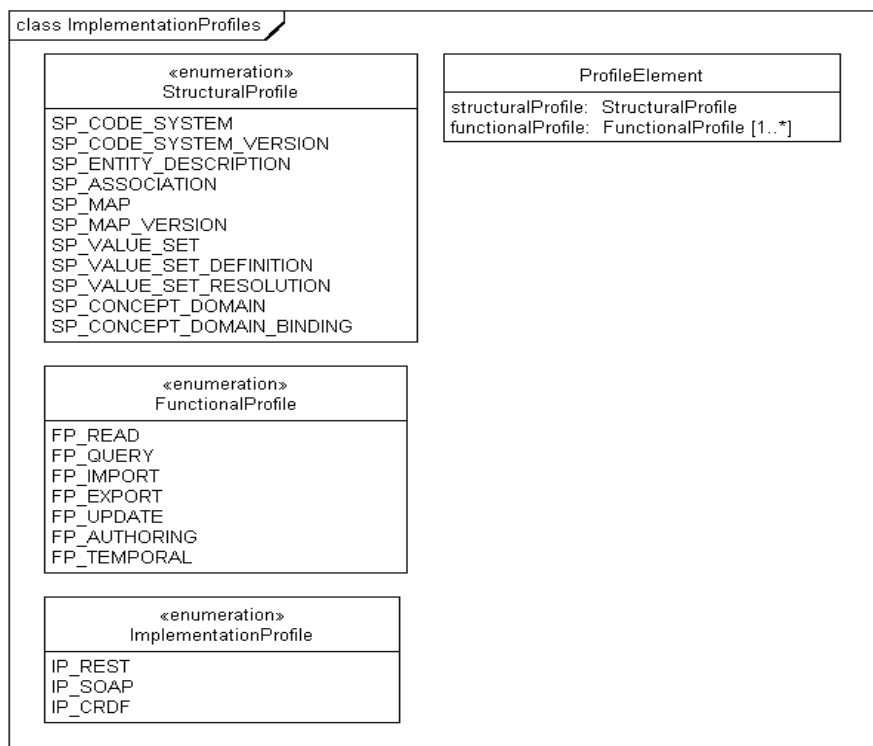 class ImplementationProfiles
«enumeration»
StructuralProfile
SP_CODE_SYSTEM
SP_CODE_SYSTEM_VERSION
SP_ENTITY_DESCRIPTION
SP_ASSOCIATION
SP_MAP
SP_MAP_VERSION
SP_VALUE_SET
SP_VALUE_SET_DEFINITION
SP_VALUE_SET_RESOLUTION
SP_CONCEPT_DOMAIN
SP_CONCEPT_DOMAIN_BINDING
ProfileElement
structuralProfile: StructuralProfile
functionalProfile: FunctionalProfile [1..*]
«enumeration»
FunctionalProfile
FP_READ
FP_QUERY
FP_IMPORT
FP_EXPORT
FP_UPDATE
FP_AUTHORING
FP_TEMPORAL
«enumeration»
ImplementationProfile
IP_REST
IP_SOAP
IP_CRDF